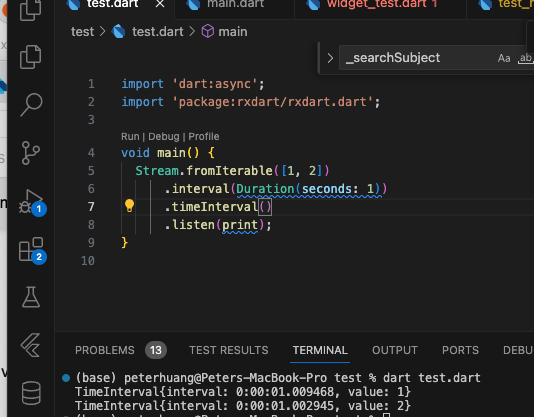 test.dart
main.dart
widget_test.dart 1
test > test.dart > main
_searchSubject
Aa
ab
1 import 'dart:async';
2 import 'package:rxdart/rxdart.dart';
3
Run | Debug | Profile
4 void main() {
5 Stream.fromIterable([1, 2])
6 .interval(Duration(seconds: 1))
7 .timeInterval()
8 .listen(print);
9 }
10
1
2
PROBLEMS 13 TEST RESULTS TERMINAL OUTPUT PORTS DEBU
(base) peterhuang@Peters-MacBook-Pro test % dart test.dart
TimeInterval{interval: 0:00:01.009468, value: 1}
TimeInterval{interval: 0:00:01.002945, value: 2}